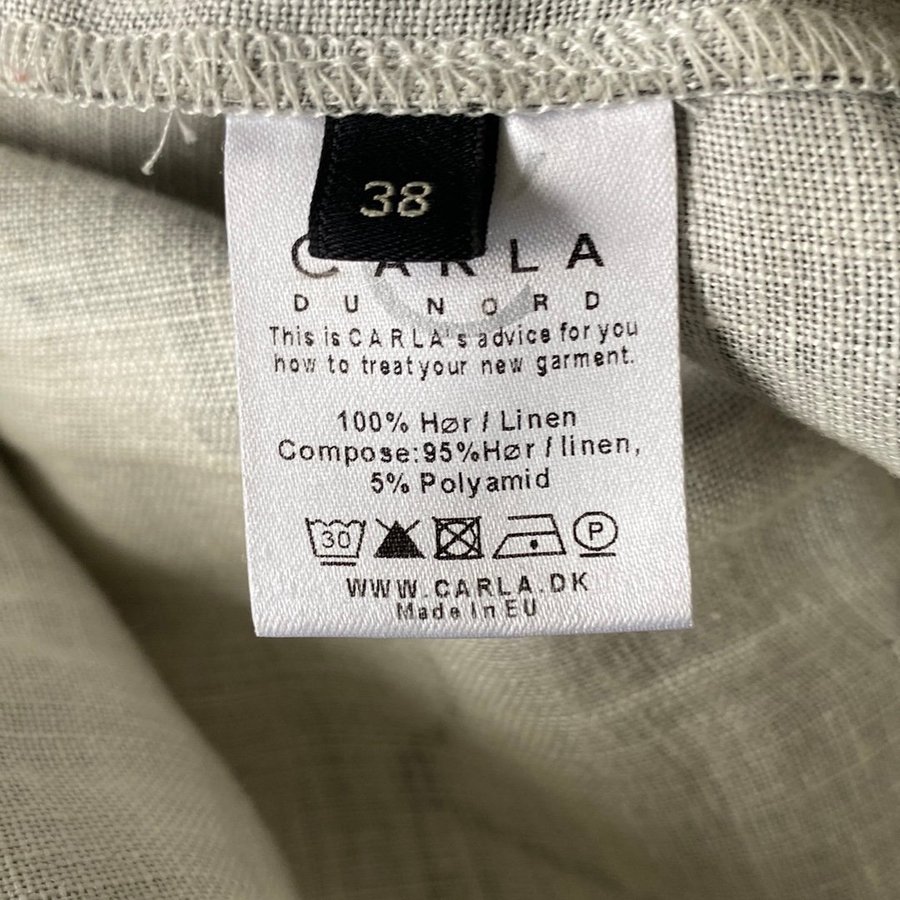 38
CARLA
DU NORD
This is CARLA's advice for you
how to treat your new garment.
100% Hør / Linen
Compose:95%Hør / linen,
5% Polyamid
30 P
WWW.CARLA.DK
Made In EU